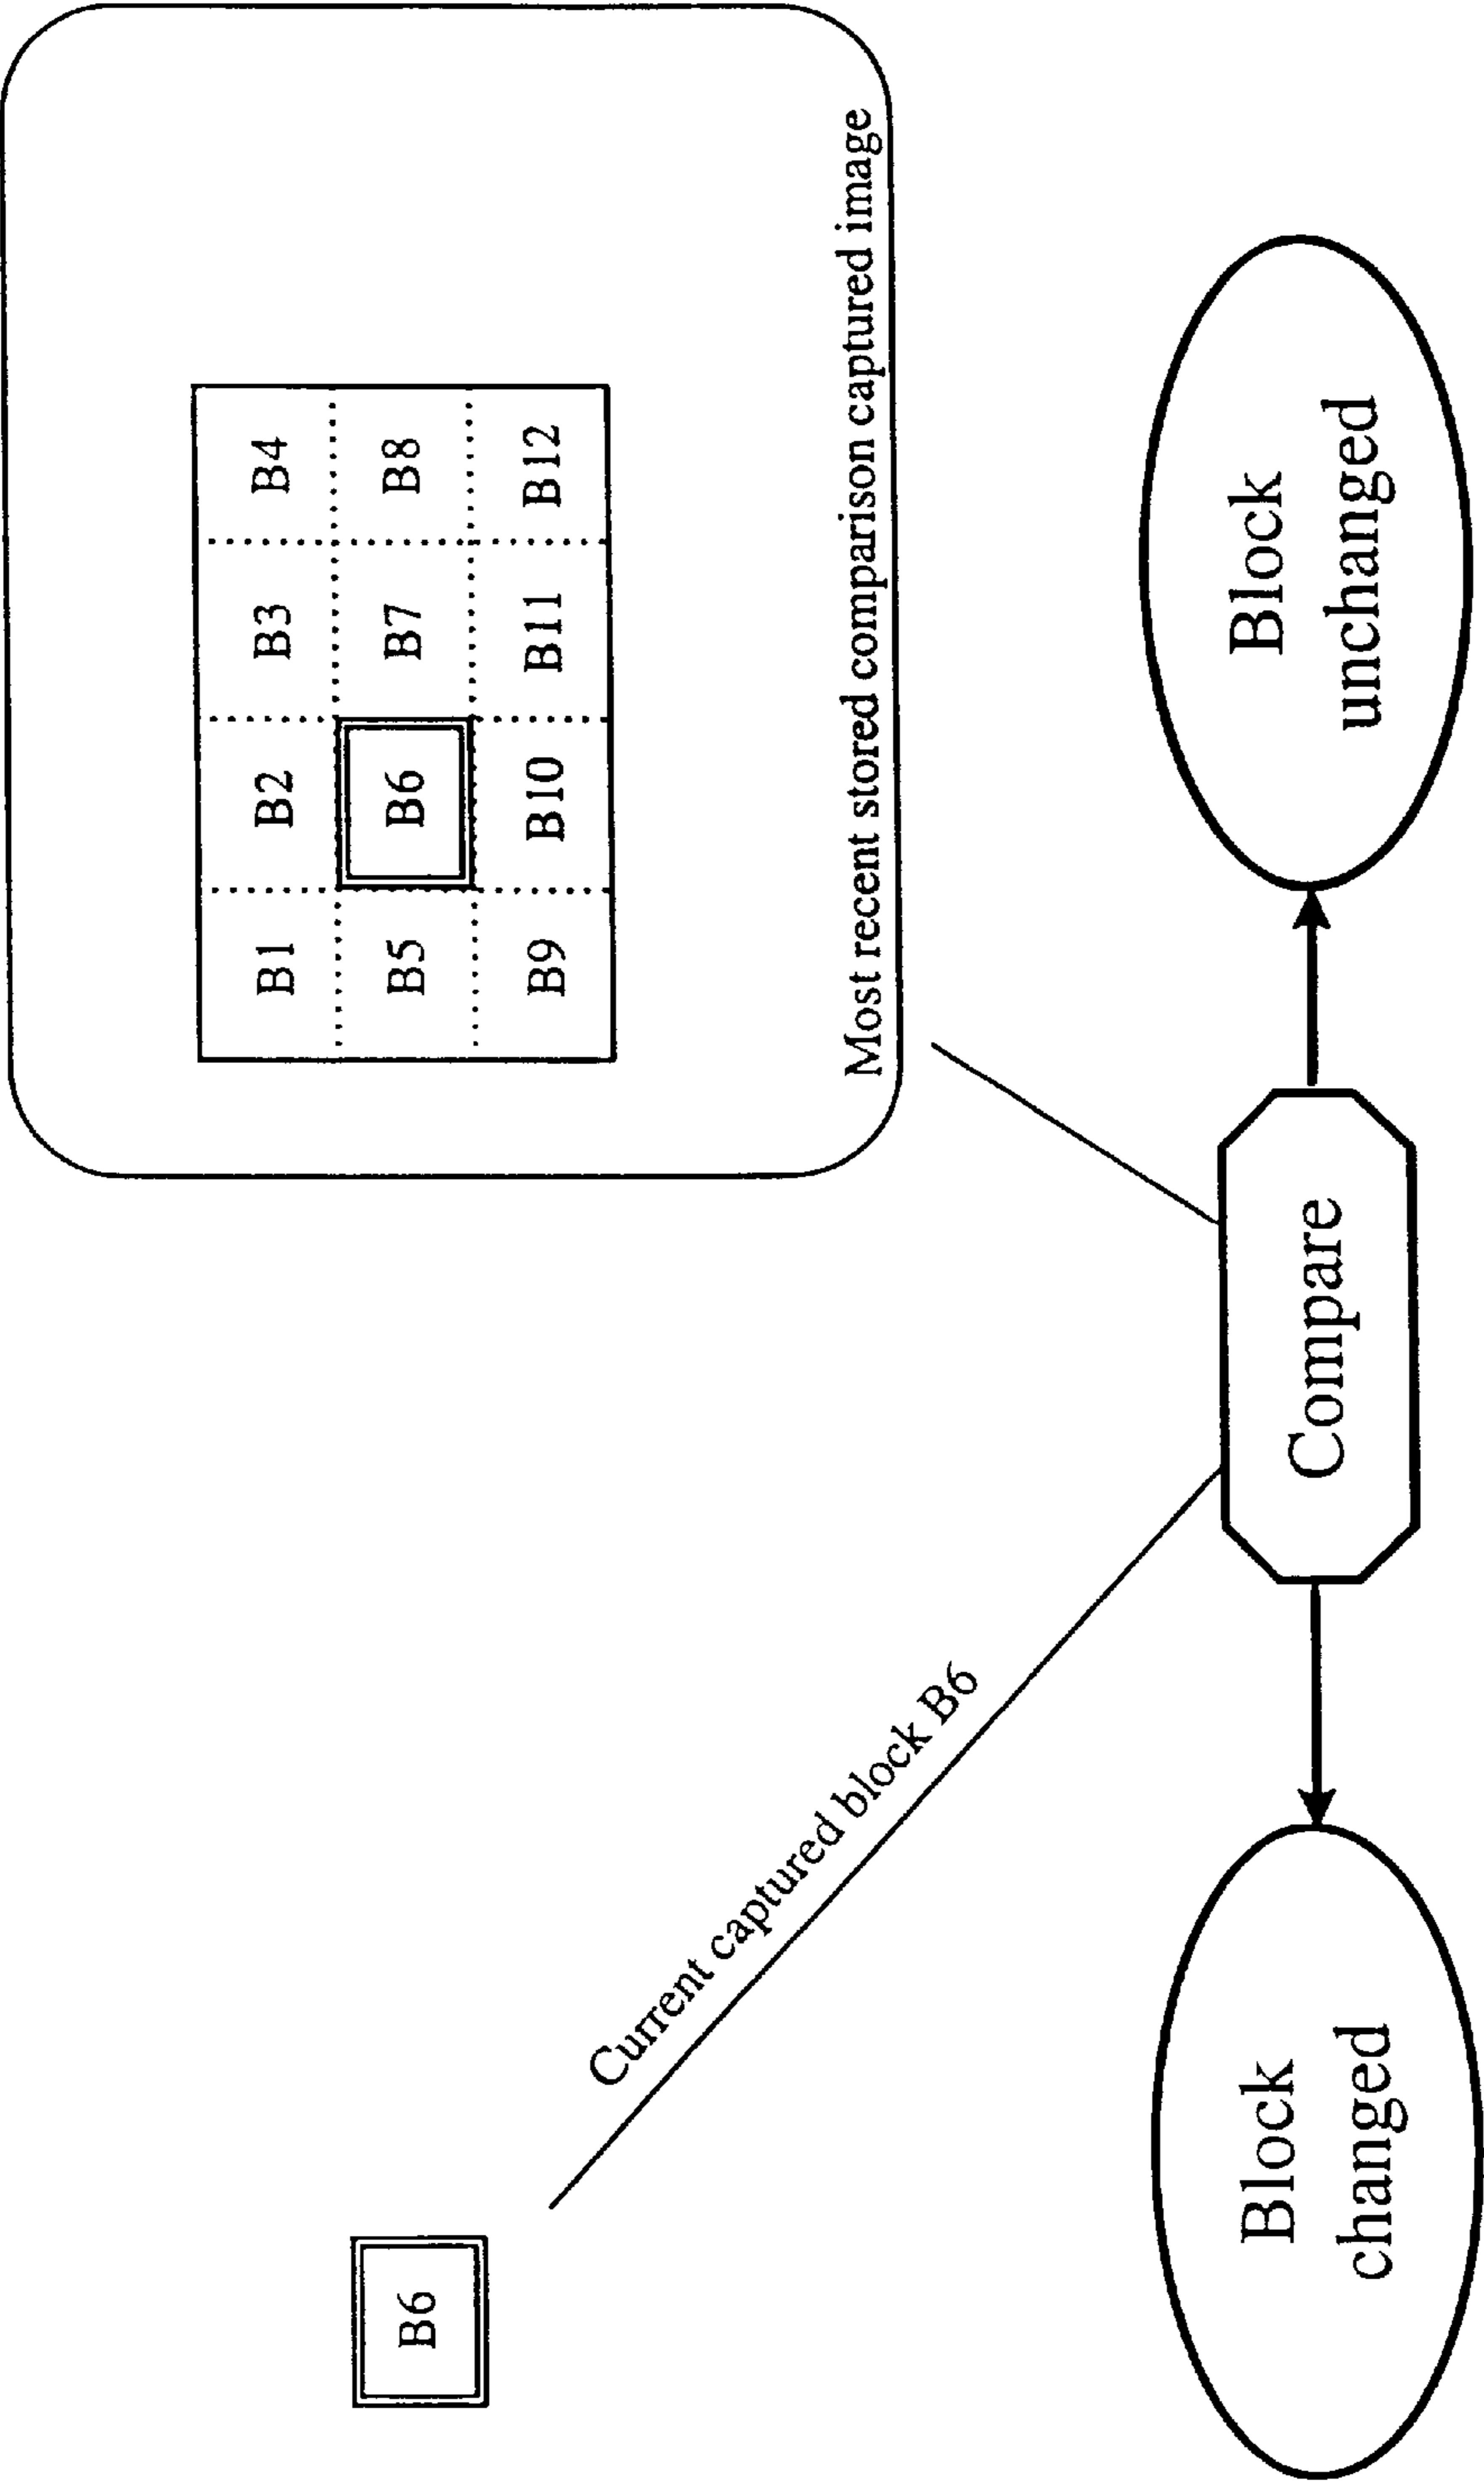 B1 B2 B3 B4
B5 B6 B7 B8
B9 B10 B11 B12
Most recent stored comparison captured image
B6
Current captured block B6
Compare
Block
changed
Block
unchanged